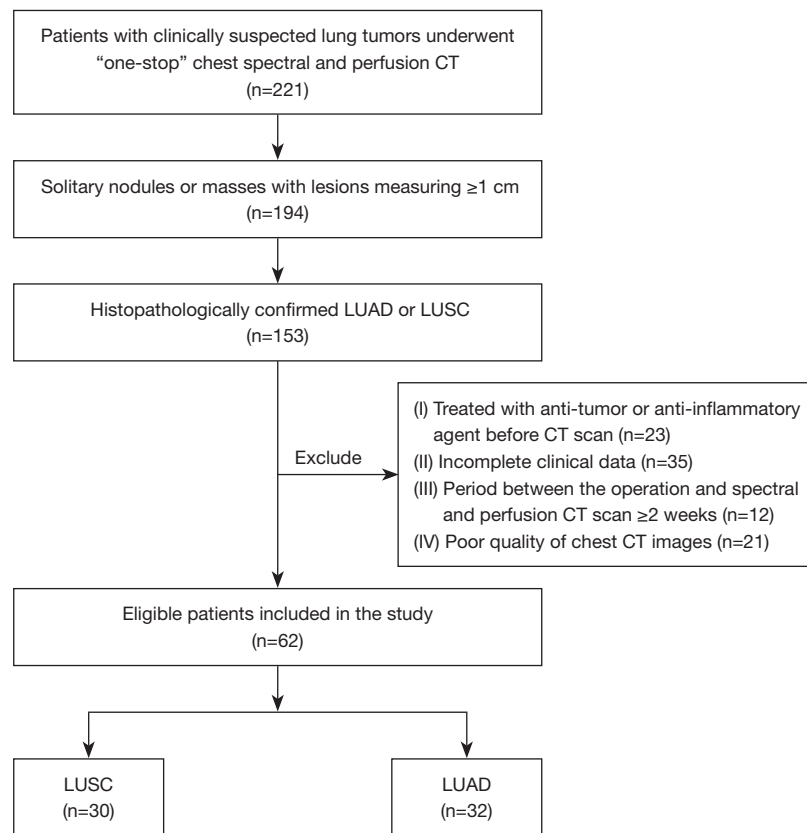 Patients with clinically suspected lung tumors underwent
“one-stop” chest spectral and perfusion CT
(n=221)
Solitary nodules or masses with lesions measuring ≥1 cm
(n=194)
Histopathologically confirmed LUAD or LUSC
(n=153)
(I) Treated with anti-tumor or anti-inflammatory
agent before CT scan (n=23)
(II) Incomplete clinical data (n=35)
(III) Period between the operation and spectral
and perfusion CT scan ≥2 weeks (n=12)
(IV) Poor quality of chest CT images (n=21)
Exclude
Eligible patients included in the study
(n=62)
LUSC
(n=30)
LUAD
(n=32)